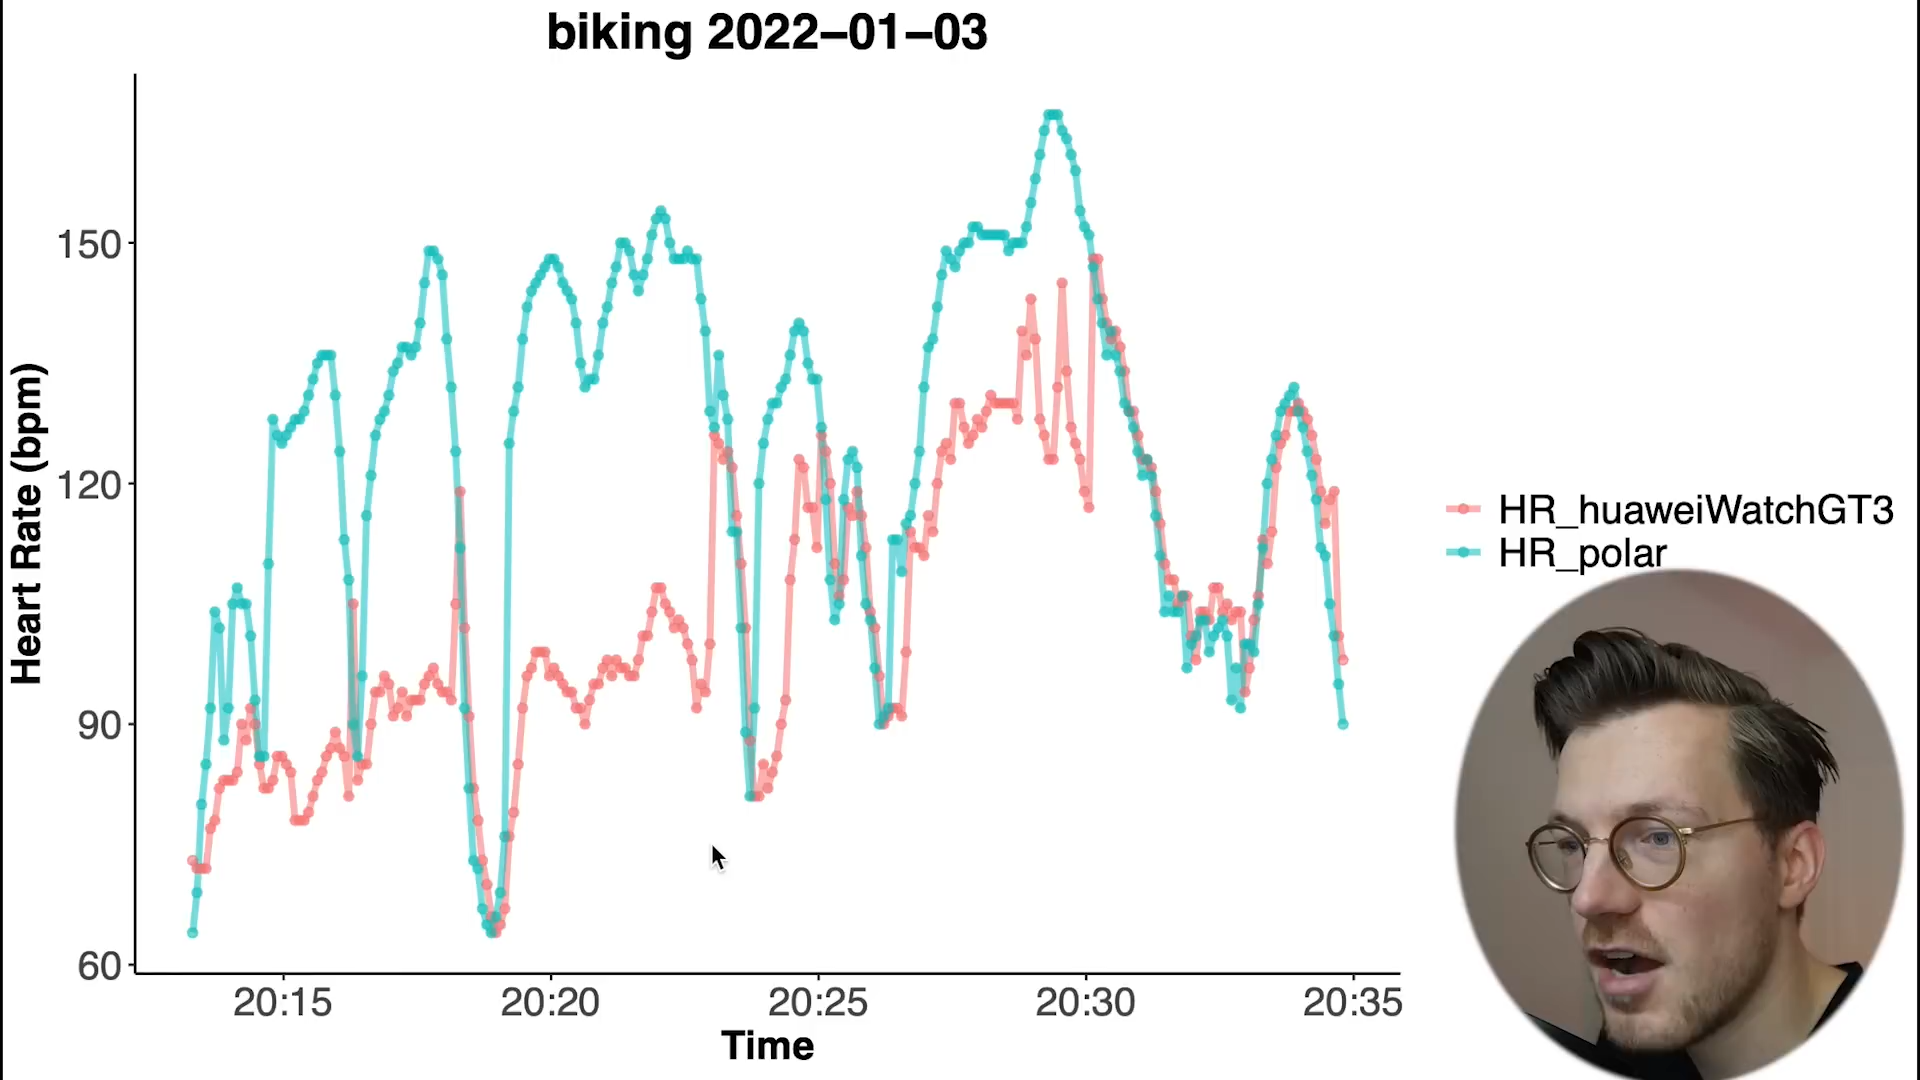 biking 2022–01–03
Heart Rate (bpm)
150
120
90
60
20:15
20:20
20:25
20:30
20:35
Time
HR_huaweiWatchGT3
HR_polar